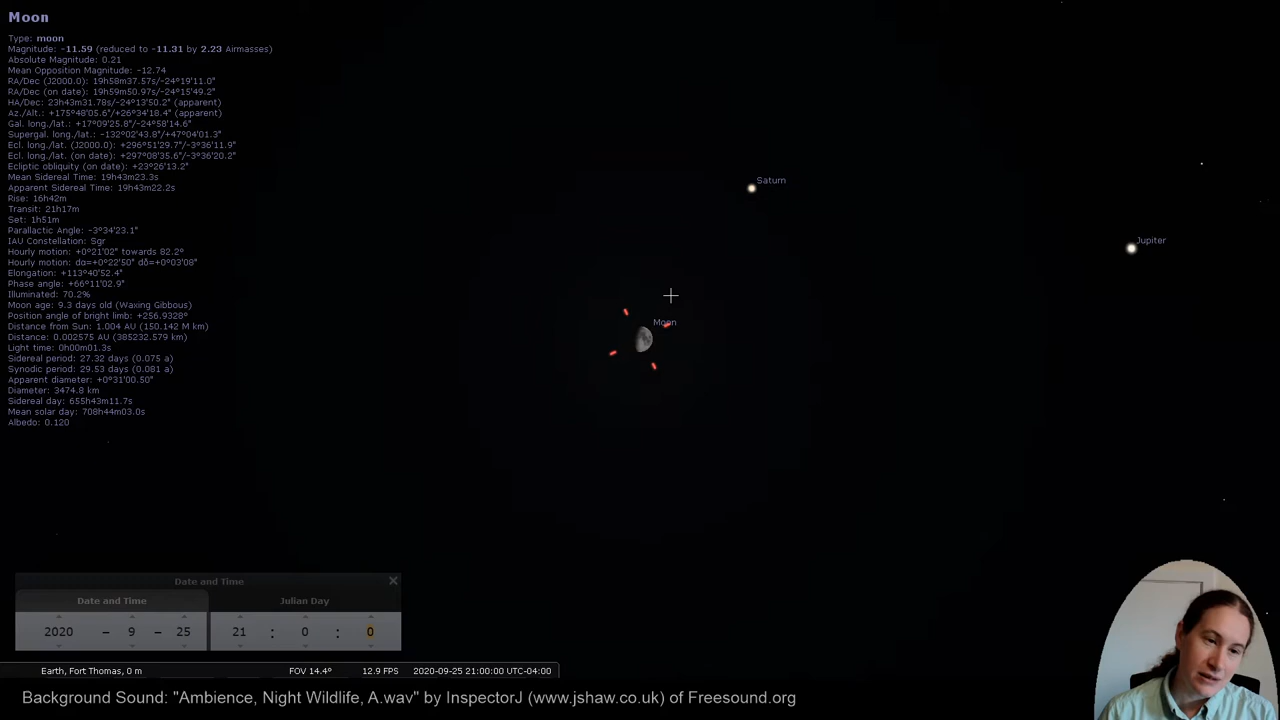 Moon
Type: moon
Magnitude: -11.59 (reduced to -11.31 by 2.23 Airmasses)
Absolute Magnitude: 0.21
Mean Opposition Magnitude: -12.74
RA/Dec (J2000.0): 19h58m37.57s/-24°19'11.0"
RA/Dec (on date): 19h59m50.97s/-24°15'49.2"
HA/Dec: 23h43m31.78s/-24°13'50.2" (apparent)
Az./Alt.: +175°48'05.6"/+26°34'18.4" (apparent)
Gal. long./lat.: +17°09'25.8"/-24°58'14.6"
Supergal. long./lat.: -132°02'43.8"/+47°04'01.3"
Ecl. long./lat. (J2000.0): +296°51'29.7"/-3°36'11.9"
Ecl. long./lat. (on date): +297°08'35.6"/-3°36'20.2"
Ecliptic obliquity (on date): +23°26'13.2"
Mean Sidereal Time: 19h43m23.3s
Apparent Sidereal Time: 19h43m22.2s
Rise: 16h42m
Transit: 21h17m
Set: 1h51m
Parallactic Angle: -3°34'23.1"
IAU Constellation: Sgr
Hourly motion: +0°21'02" towards 82.2°
Hourly motion: dα=+0°22'50" dδ=+0°03'08"
Elongation: +113°40'52.4"
Phase angle: +66°11'02.9"
Illuminated: 70.2%
Moon age: 9.3 days old (Waxing Gibbous)
Position angle of bright limb: +256.9328°
Distance from Sun: 1.004 AU (150.142 M km)
Distance: 0.002575 AU (385232.579 km)
Light time: 0h00m01.3s
Sidereal period: 27.32 days (0.075 a)
Synodic period: 29.53 days (0.081 a)
Apparent diameter: +0°31'00.50"
Diameter: 3474.8 km
Sidereal day: 655h43m11.7s
Mean solar day: 708h44m03.0s
Albedo: 0.120
Saturn
Jupiter
Moon
Date and Time
Date and Time Julian Day
2020 - 9 - 25 21 : 0 : 0
Earth, Fort Thomas, 0 m FOV 14.4° 12.9 FPS 2020-09-25 21:00:00 UTC-04:00
Background Sound: "Ambience, Night Wildlife, A.wav" by InspectorJ (www.jshaw.co.uk) of Freesound.org